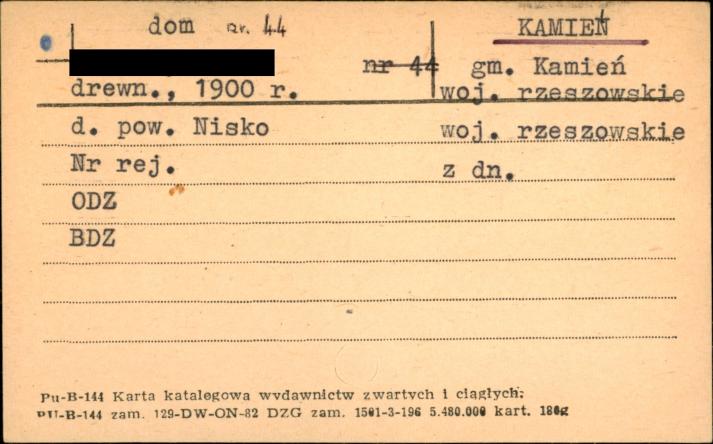 dom nr. 44 KAMIEŃ
nr 44 gm. Kamień
drewn., 1900 r. woj. rzeszowskie
d. pow. Nisko woj. rzeszowskie
Nr rej. z dn.
ODZ
BDZ
Pu-B-144 Karta katalogowa wydawnictw zwartych i ciągłych:
PU-B-144 zam. 129-DW-ON-82 DZG zam. 1501-3-196 5.480.000 kart. 180g